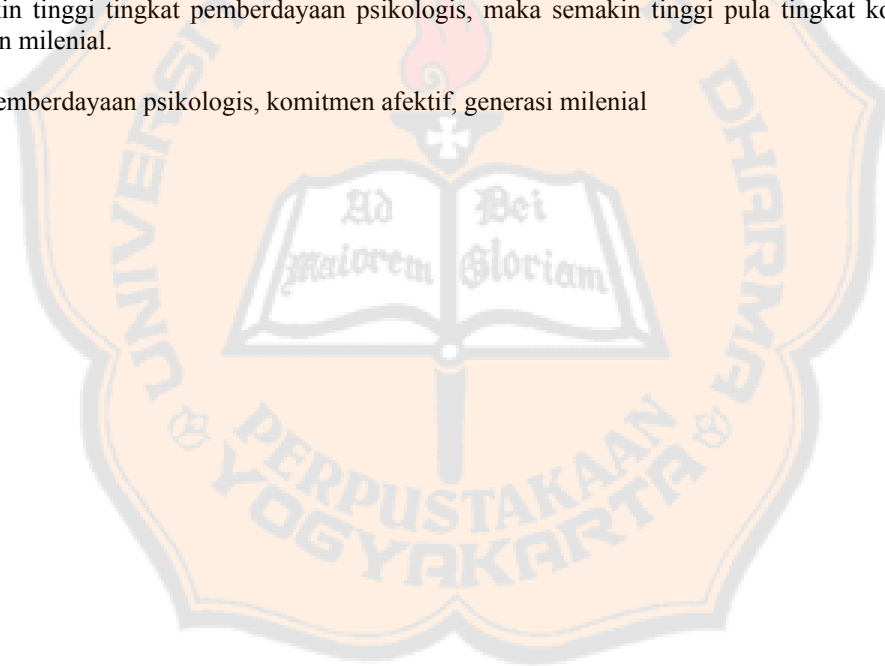 in tinggi tingkat pemberdayaan psikologis, maka semakin tinggi pula tingkat ko
n milenial.
emberdayaan psikologis, komitmen afektif, generasi milenial
Ad Dei
Maiorem Gloriam
DHARMA
PERPUSTAKAAN
YOGYAKARTA